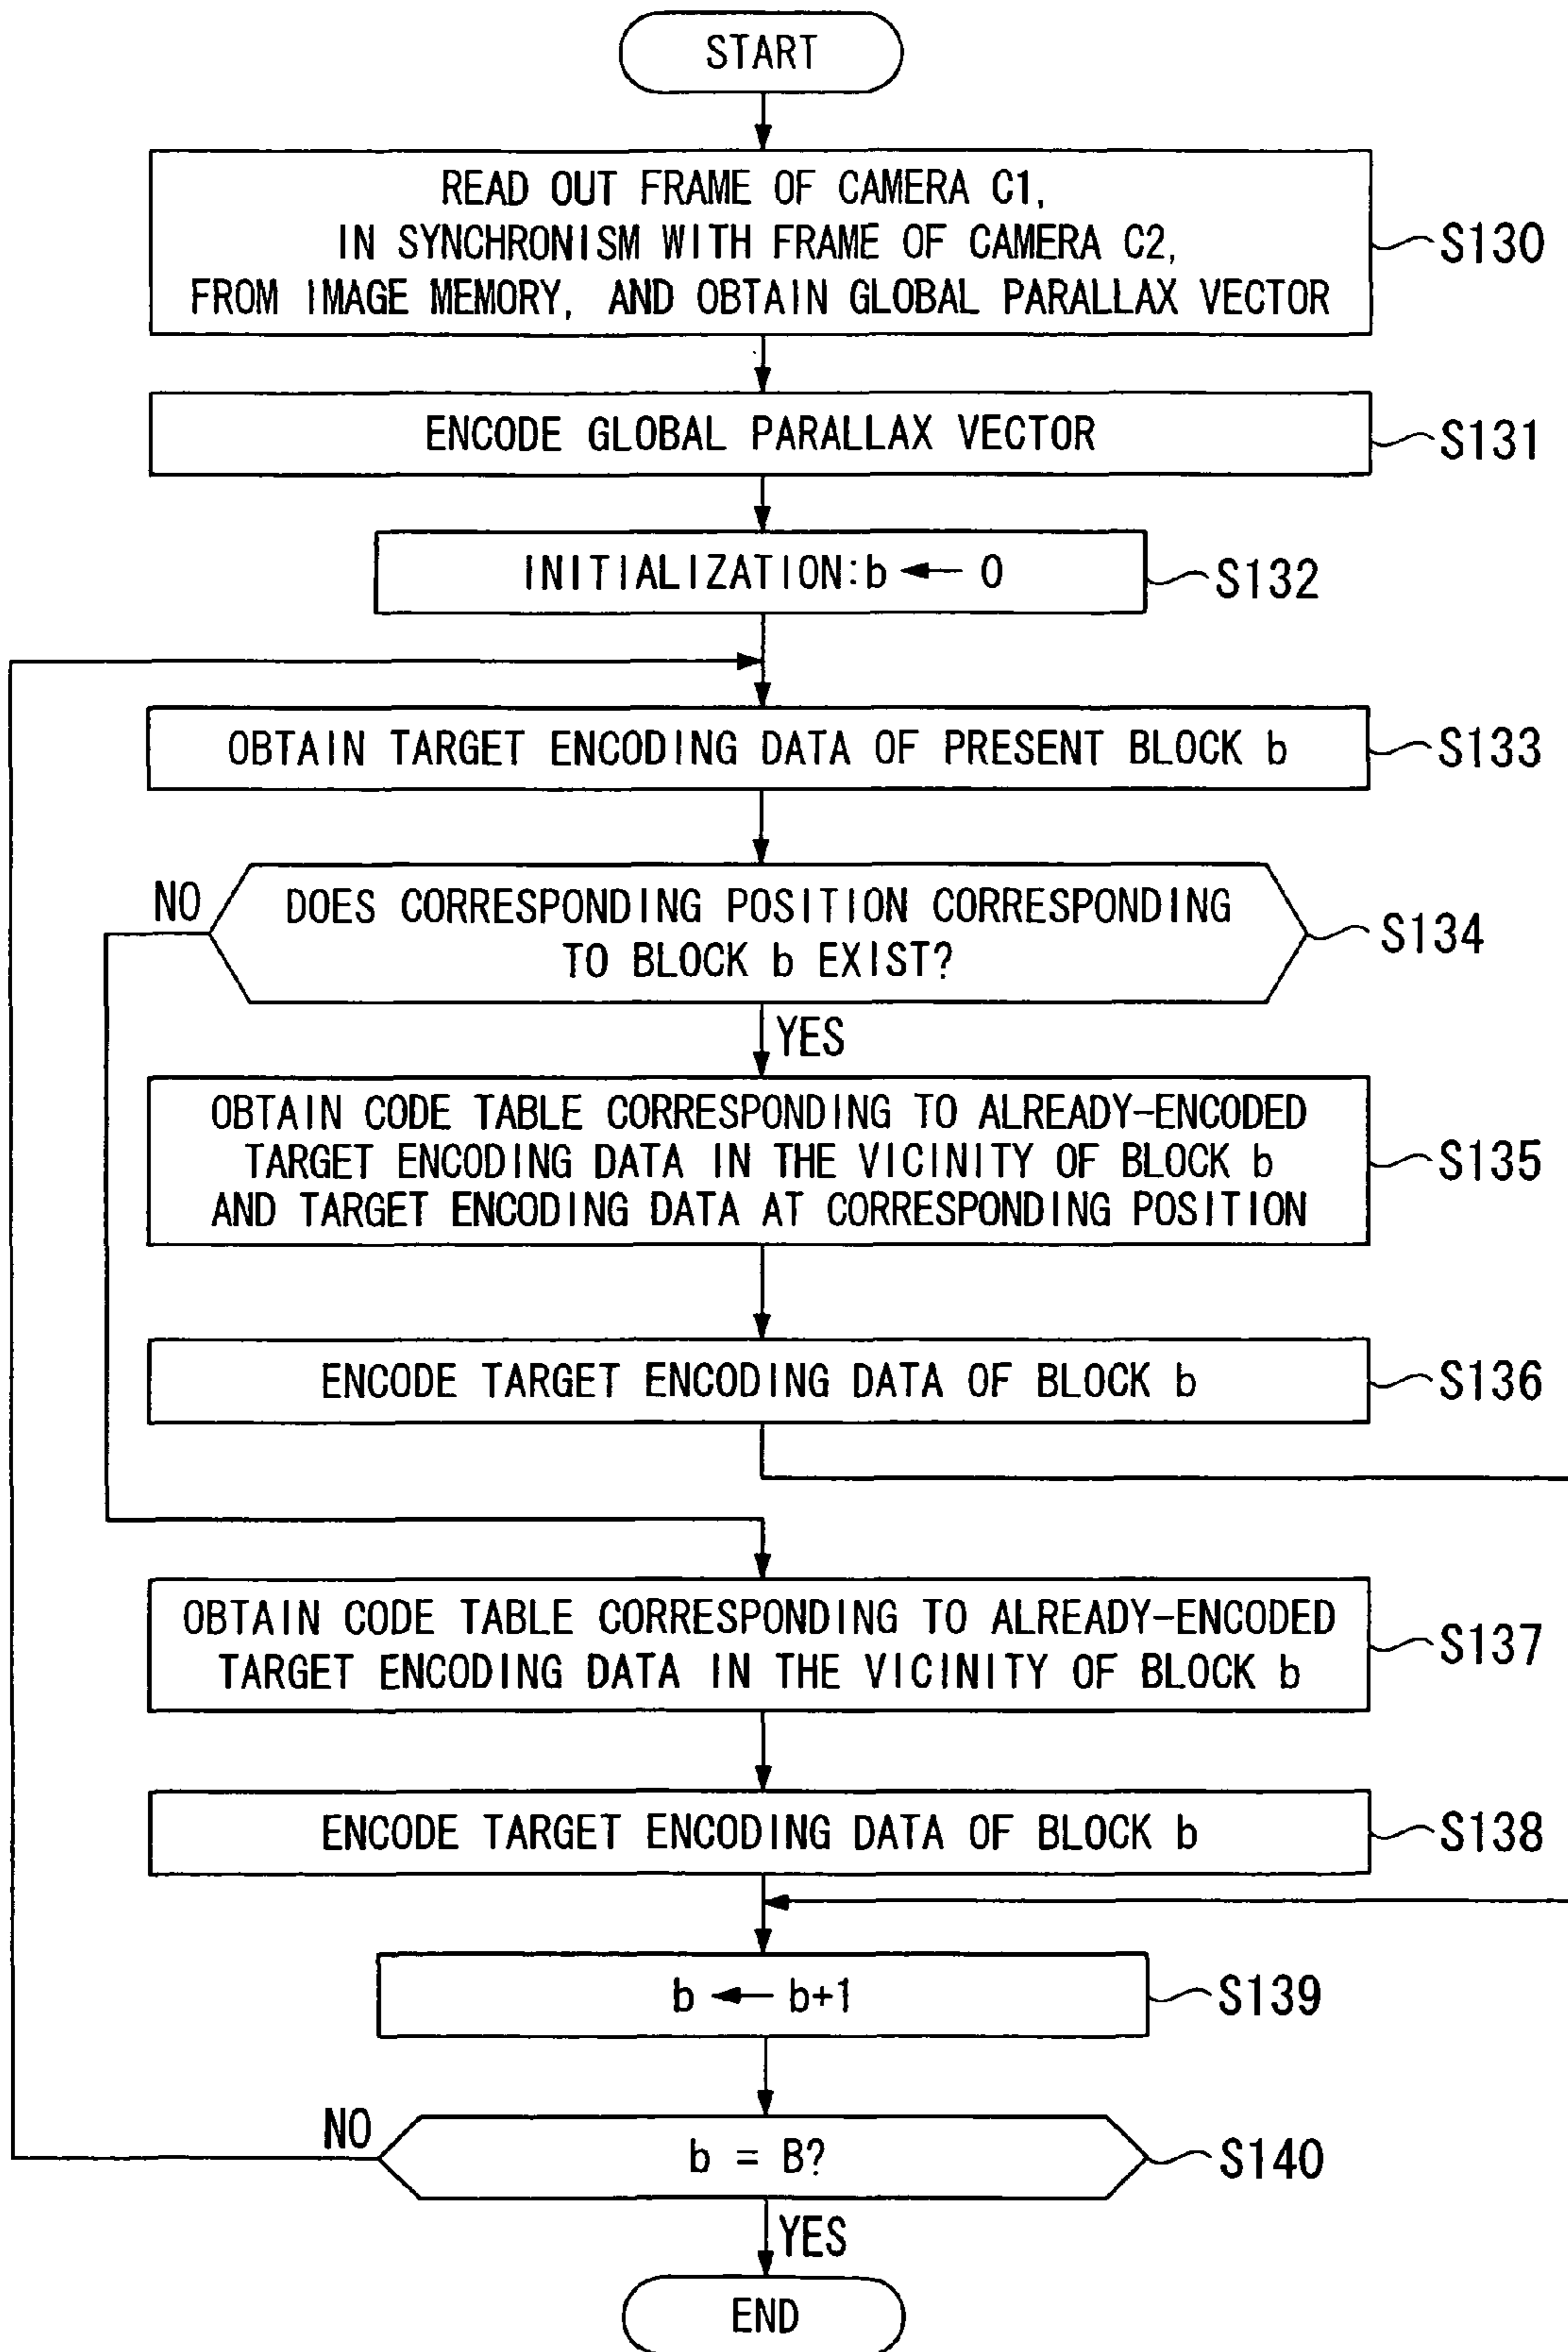 START
READ OUT FRAME OF CAMERA C1,
IN SYNCHRONISM WITH FRAME OF CAMERA C2,
FROM IMAGE MEMORY, AND OBTAIN GLOBAL PARALLAX VECTOR
S130
ENCODE GLOBAL PARALLAX VECTOR
S131
INITIALIZATION:b ← 0
S132
OBTAIN TARGET ENCODING DATA OF PRESENT BLOCK b
S133
NO
DOES CORRESPONDING POSITION CORRESPONDING
TO BLOCK b EXIST?
S134
YES
OBTAIN CODE TABLE CORRESPONDING TO ALREADY-ENCODED
TARGET ENCODING DATA IN THE VICINITY OF BLOCK b
AND TARGET ENCODING DATA AT CORRESPONDING POSITION
S135
ENCODE TARGET ENCODING DATA OF BLOCK b
S136
OBTAIN CODE TABLE CORRESPONDING TO ALREADY-ENCODED
TARGET ENCODING DATA IN THE VICINITY OF BLOCK b
S137
ENCODE TARGET ENCODING DATA OF BLOCK b
S138
b ← b+1
S139
NO
b = B?
S140
YES
END